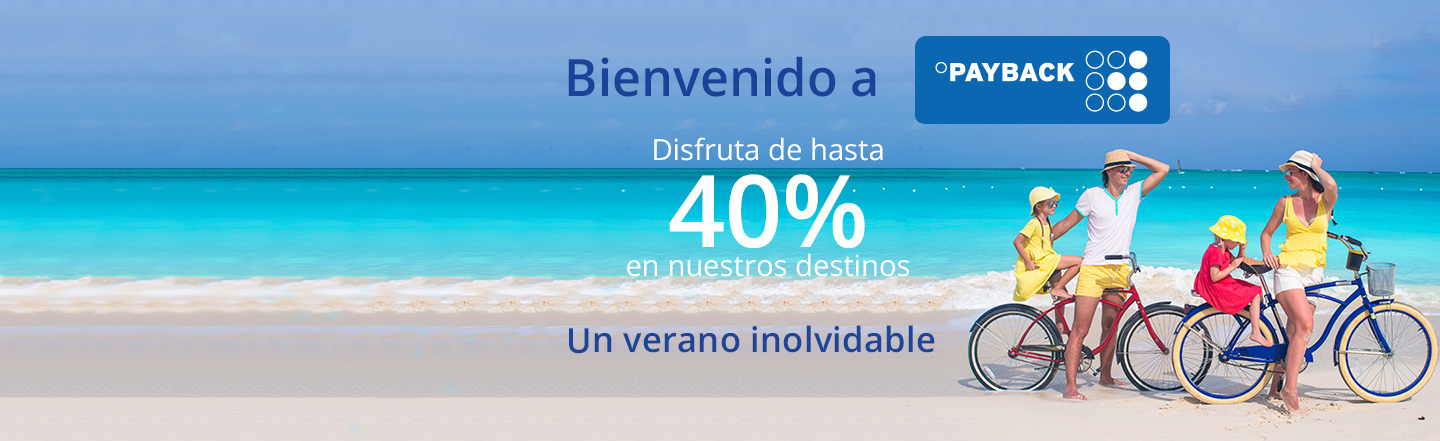 Bienvenido a
PAYBACK
Disfruta de hasta
40%
en nuestros destinos
Un verano inolvidable